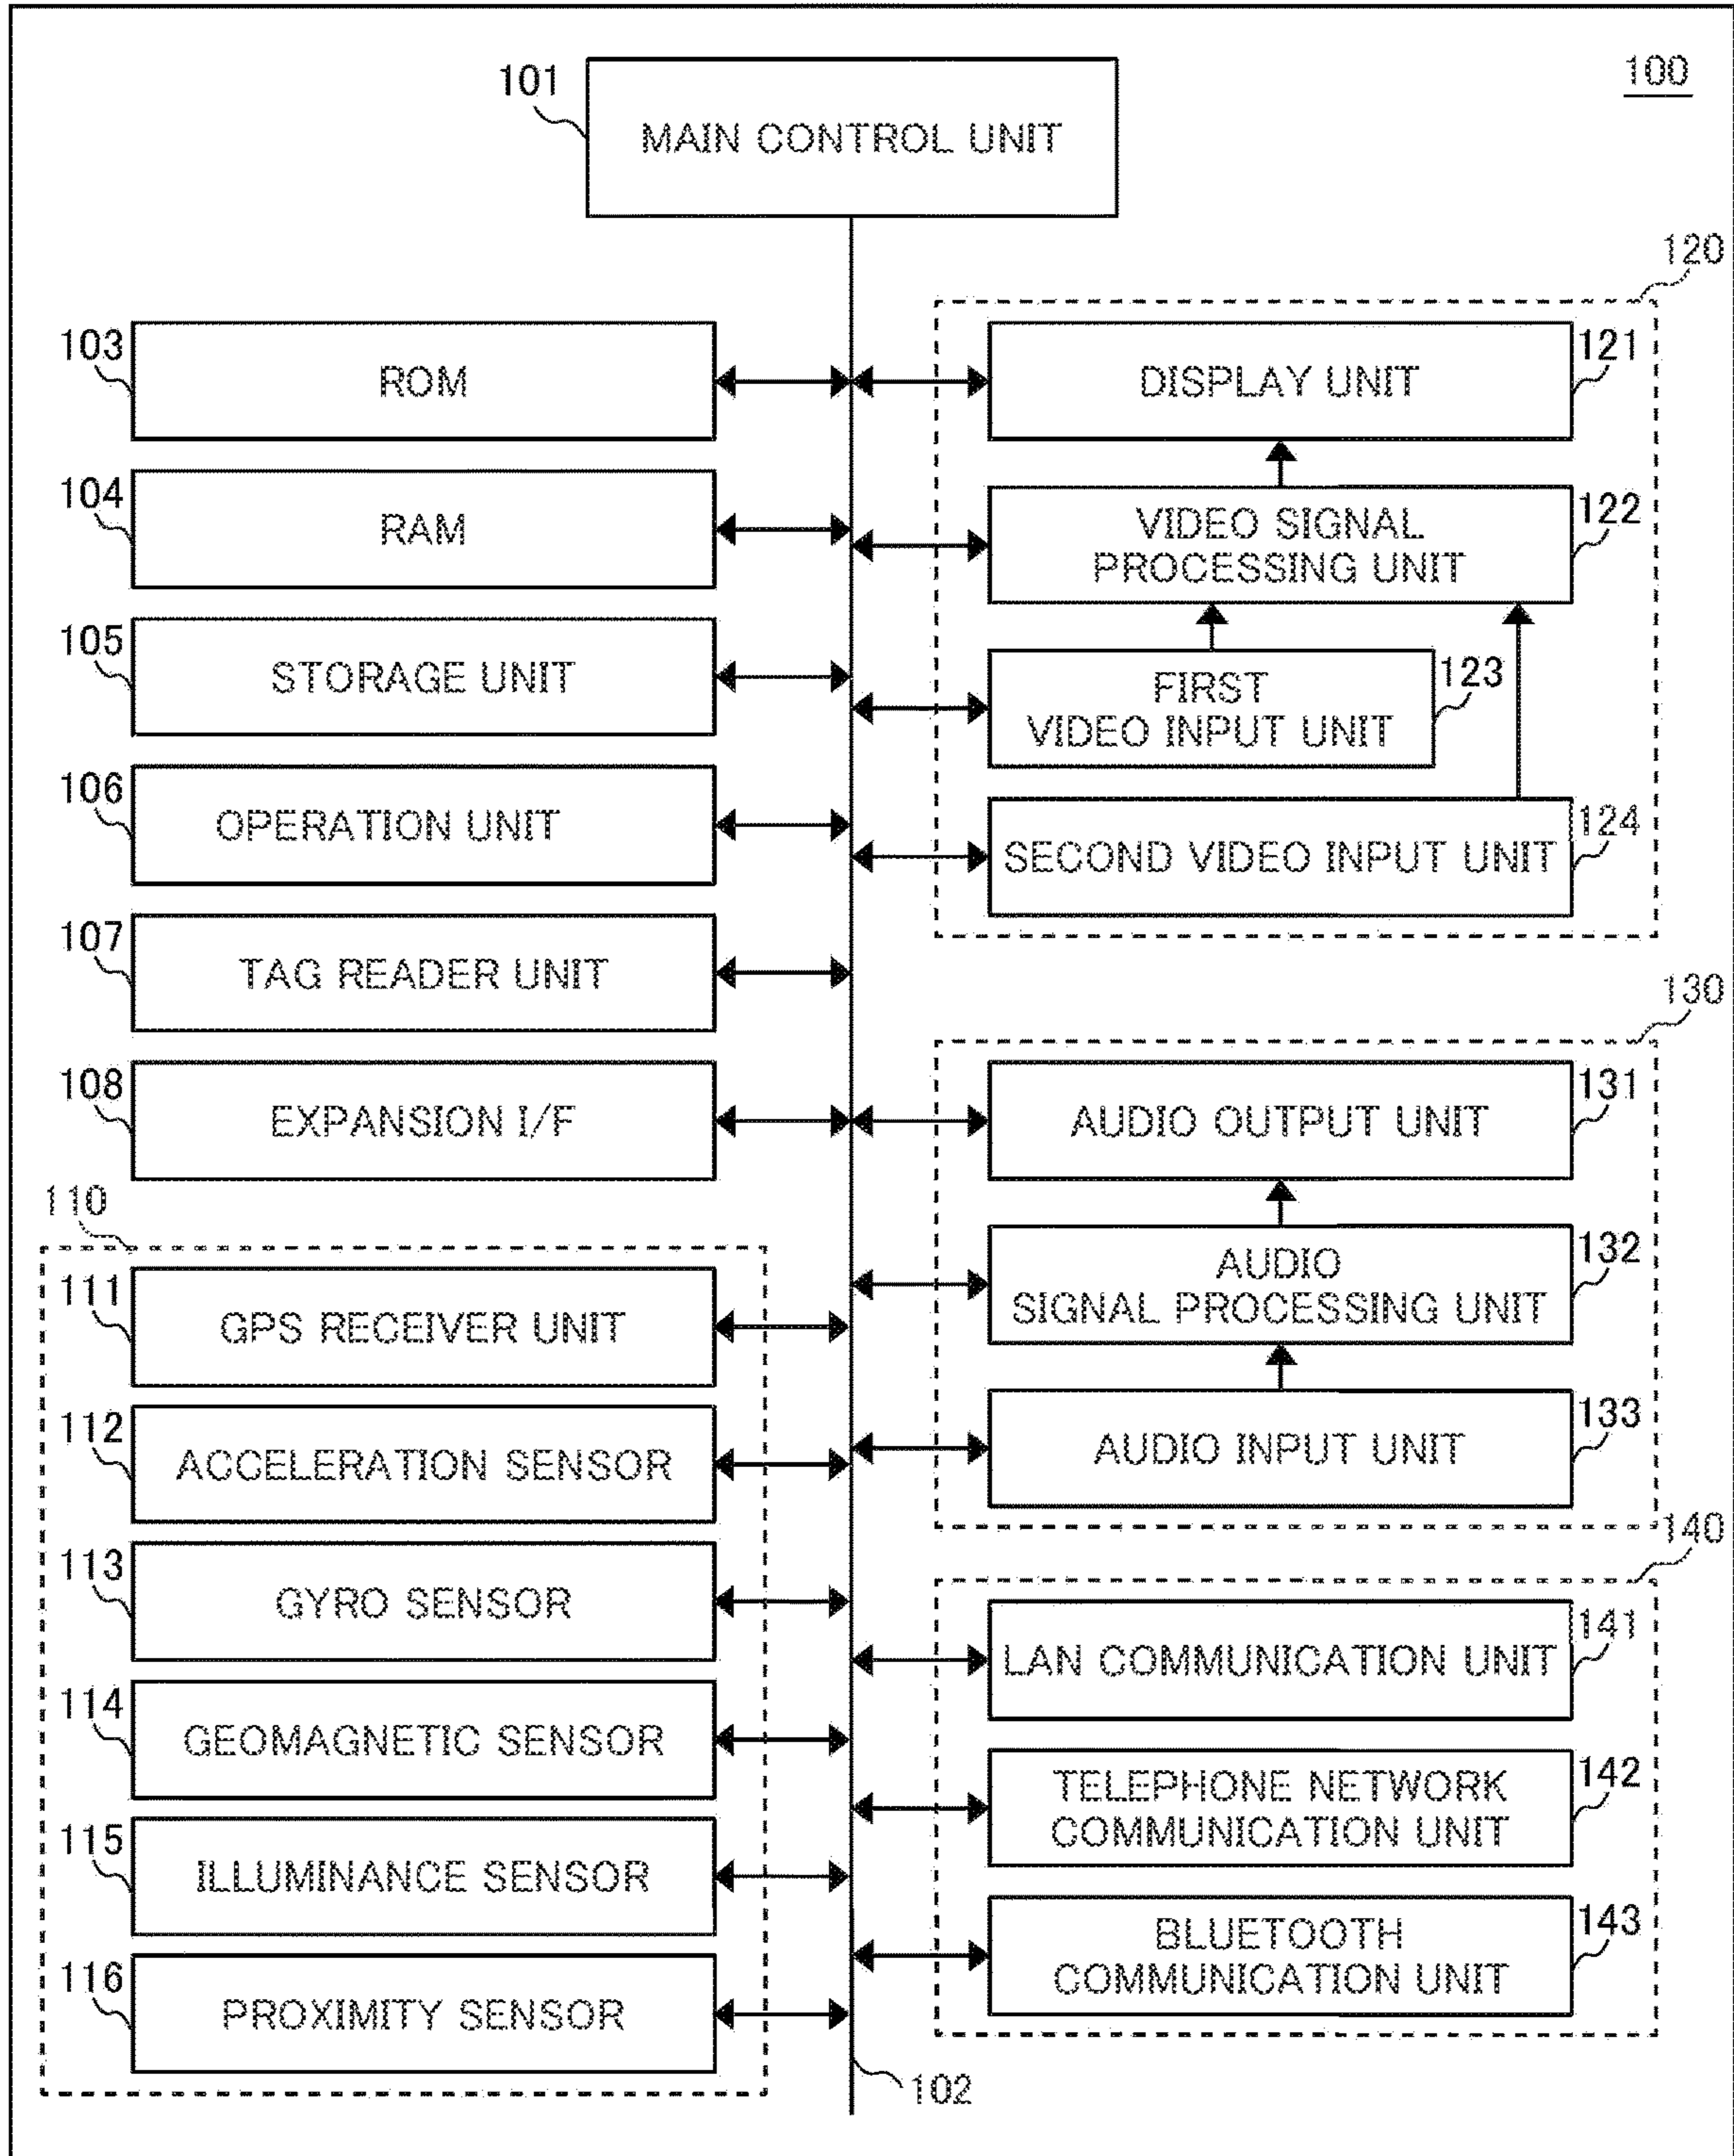 100
101
MAIN CONTROL UNIT
103
ROM
104
RAM
105
STORAGE UNIT
106
OPERATION UNIT
107
TAG READER UNIT
108
EXPANSION I/F
110
111
GPS RECEIVER UNIT
112
ACCELERATION SENSOR
113
GYRO SENSOR
114
GEOMAGNETIC SENSOR
115
ILLUMINANCE SENSOR
116
PROXIMITY SENSOR
102
120
121
DISPLAY UNIT
122
VIDEO SIGNAL
PROCESSING UNIT
123
FIRST
VIDEO INPUT UNIT
124
SECOND VIDEO INPUT UNIT
130
131
AUDIO OUTPUT UNIT
132
AUDIO
SIGNAL PROCESSING UNIT
133
AUDIO INPUT UNIT
140
141
LAN COMMUNICATION UNIT
142
TELEPHONE NETWORK
COMMUNICATION UNIT
143
BLUETOOTH
COMMUNICATION UNIT